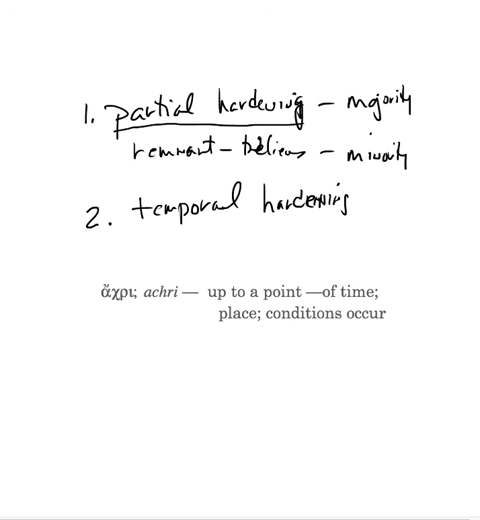 1. partial hardening – majority
remnant – believers – minority
2. temporal hardening
ἄχρι; achri — up to a point —of time;
place; conditions occur